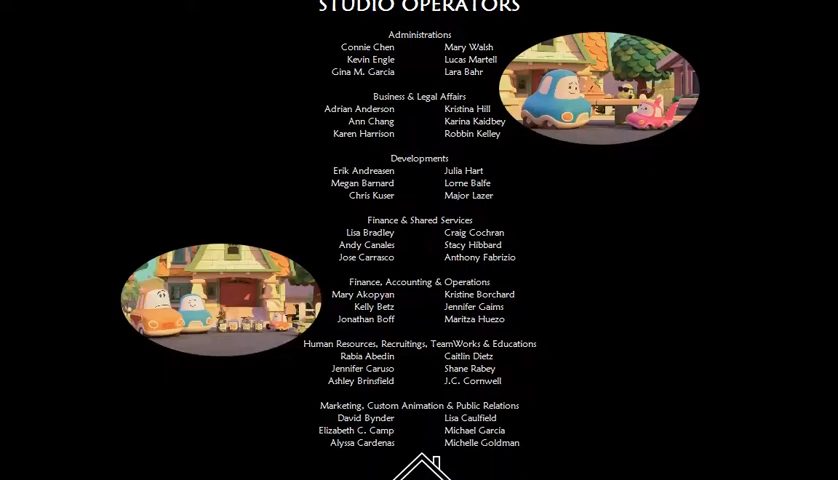 STUDIO OPERATORS
Administrations
Connie Chen Mary Walsh
Kevin Engle Lucas Martell
Gina M. Garcia Lara Bahr
Business & Legal Affairs
Adrian Anderson Kristina Hill
Ann Chang Karina Kaidbey
Karen Harrison Robbin Kelley
Developments
Erik Andreasen Julia Hart
Megan Barnard Lorne Balfe
Chris Kuser Major Lazer
Finance & Shared Services
Lisa Bradley Craig Cochran
Andy Canales Stacy Hibbard
Jose Carrasco Anthony Fabrizio
Finance, Accounting & Operations
Mary Akopyan Kristine Borchard
Kelly Betz Jennifer Gaims
Jonathan Boff Maritza Huezo
Human Resources, Recruitings, TeamWorks & Educations
Rabia Abedin Caitlin Dietz
Jennifer Caruso Shane Rabey
Ashley Brinsfield J.C. Cornwell
Marketing, Custom Animation & Public Relations
David Bynder Lisa Caulfield
Elizabeth C. Camp Michael Garcia
Alyssa Cardenas Michelle Goldman